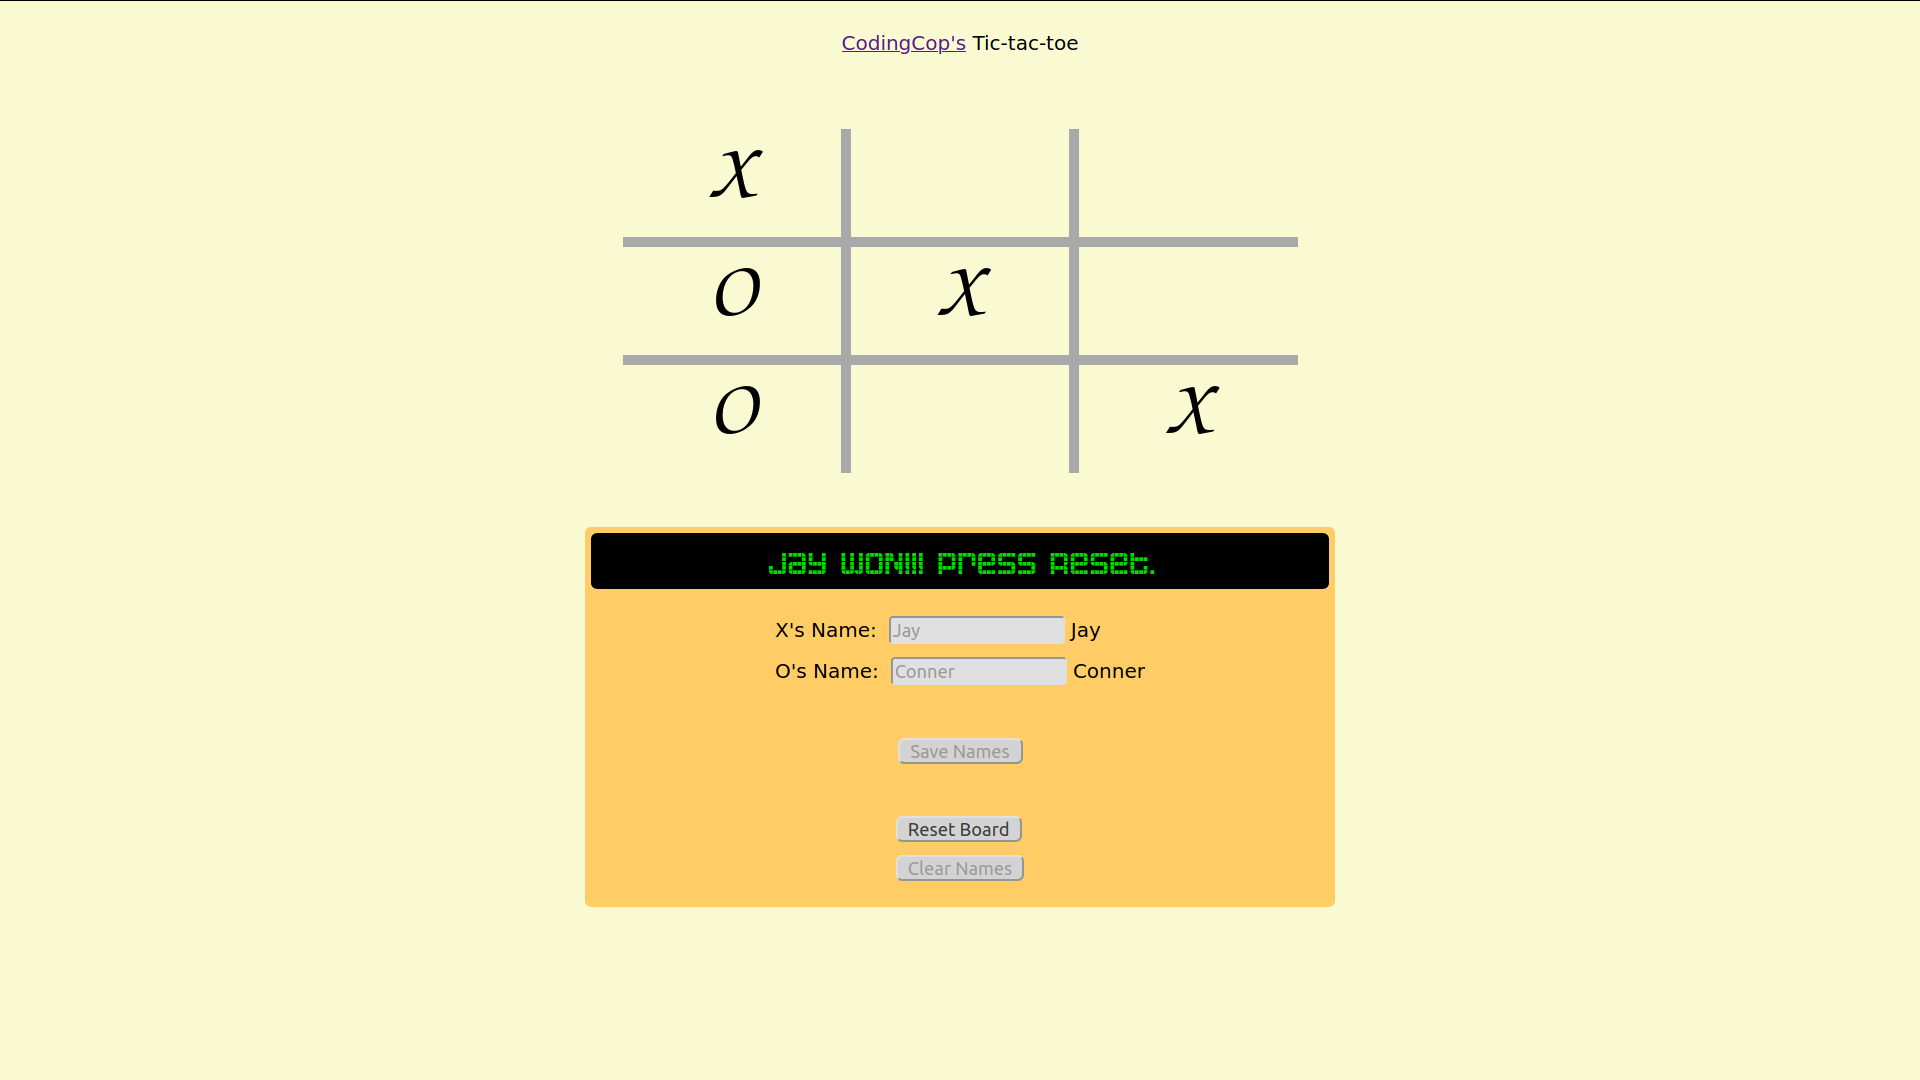 CodingCop's Tic-tac-toe
X
O X
O X
Jay WON!!! Press Reset.
X's Name: Jay Jay
O's Name: Conner Conner
Save Names
Reset Board
Clear Names